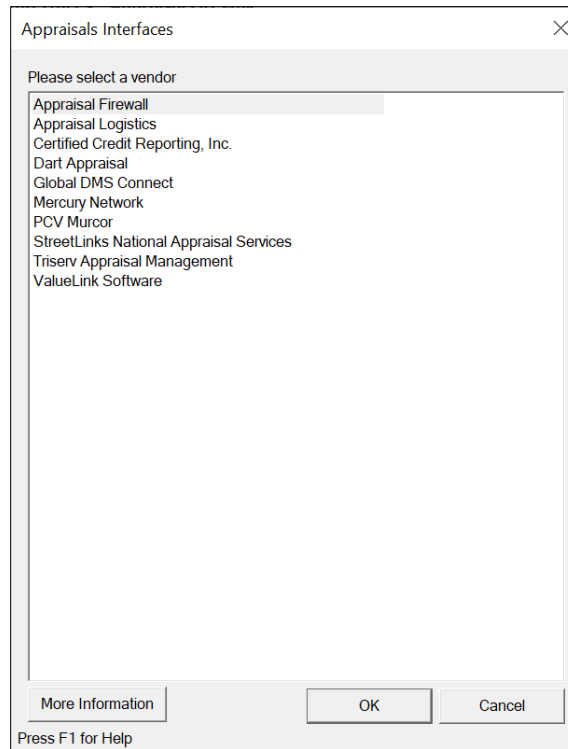 Appraisals Interfaces
Please select a vendor
Appraisal Firewall
Appraisal Logistics
Certified Credit Reporting, Inc.
Dart Appraisal
Global DMS Connect
Mercury Network
PCV Murcor
StreetLinks National Appraisal Services
Triserv Appraisal Management
ValueLink Software
More Information
OK
Cancel
Press F1 for Help